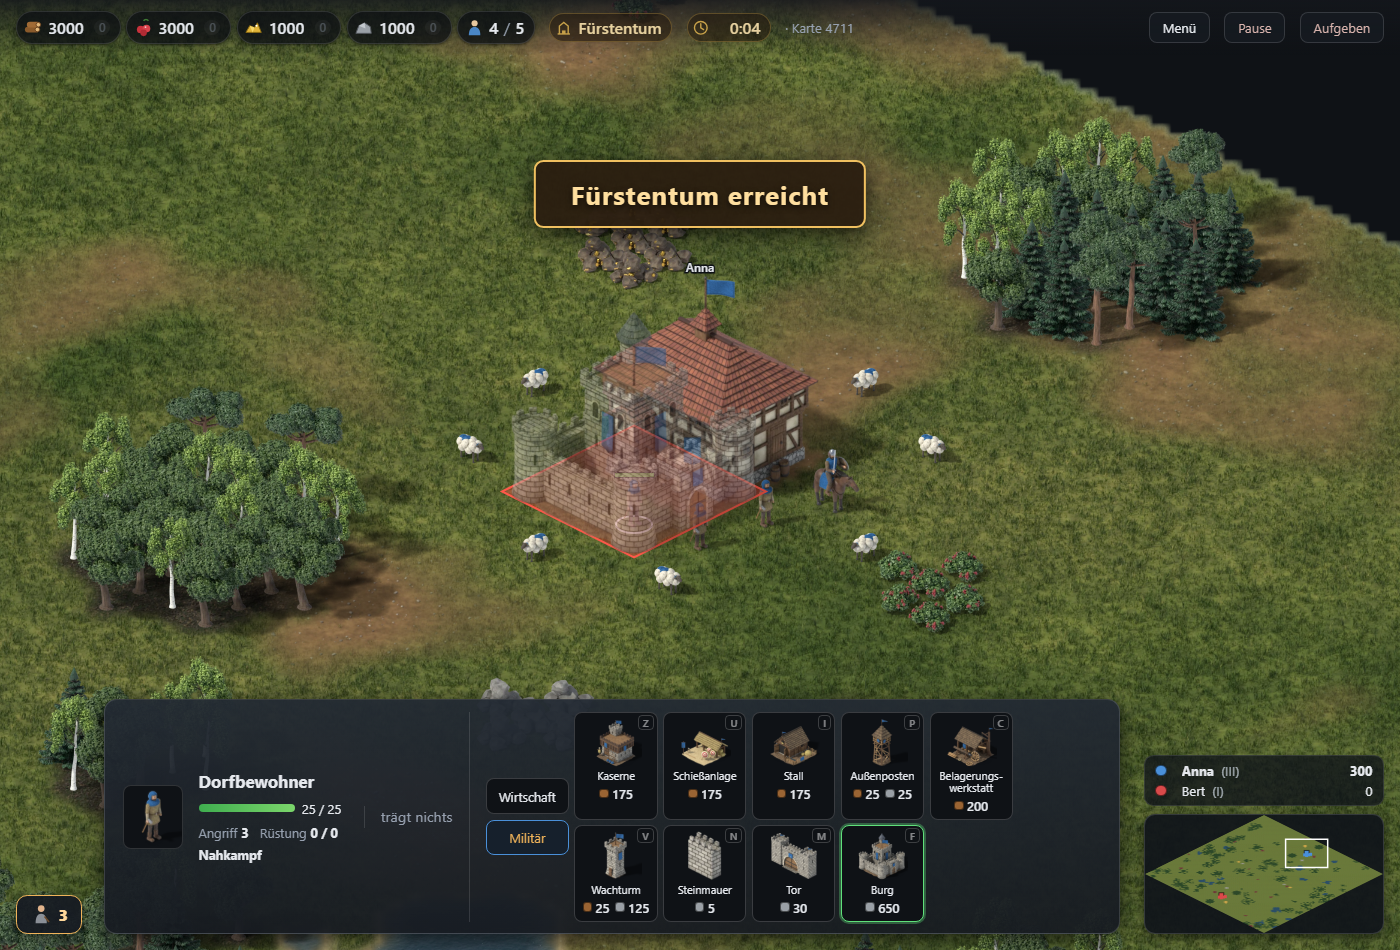 3000 0 3000 0 1000 0 1000 0 4 / 5 Fürstentum 0:04 · Karte 4711 Menü Pause Aufgeben
Fürstentum erreicht
Anna
Dorfbewohner
25 / 25
Angriff 3 Rüstung 0 / 0
Nahkampf
trägt nichts
Wirtschaft
Militär
Z
Kaserne
175
U
Schießanlage
175
I
Stall
175
P
Außenposten
25 25
C
Belagerungs-
werkstatt
200
V
Wachturm
25 125
N
Steinmauer
5
M
Tor
30
F
Burg
650
Anna (III) 300
Bert (I) 0
3